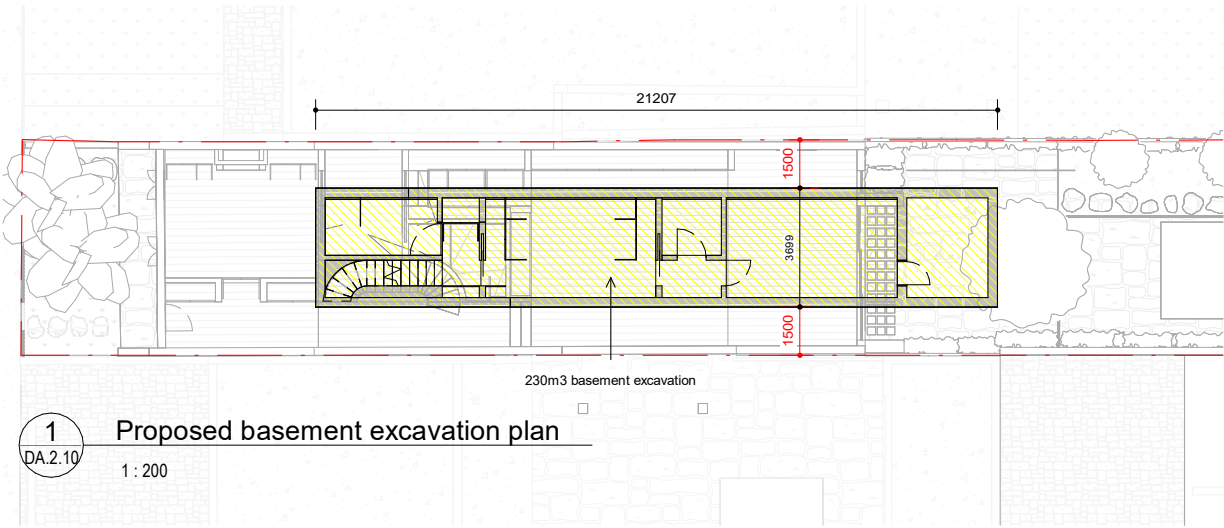 21207
1500
3699
1500
230m3 basement excavation
1
DA.2.10
Proposed basement excavation plan
1 : 200